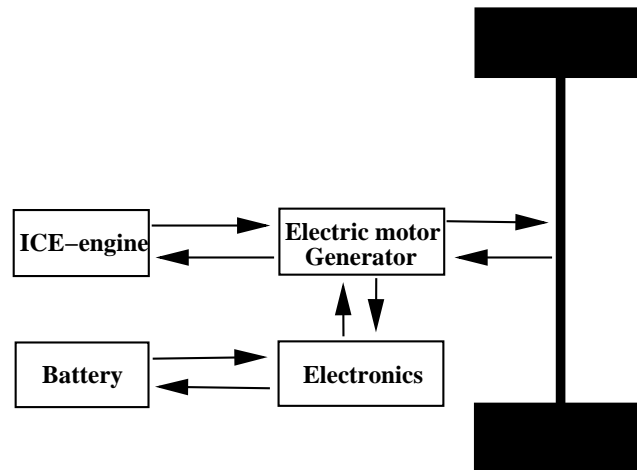 ICE−engine
Electric motor
Generator
Battery
Electronics